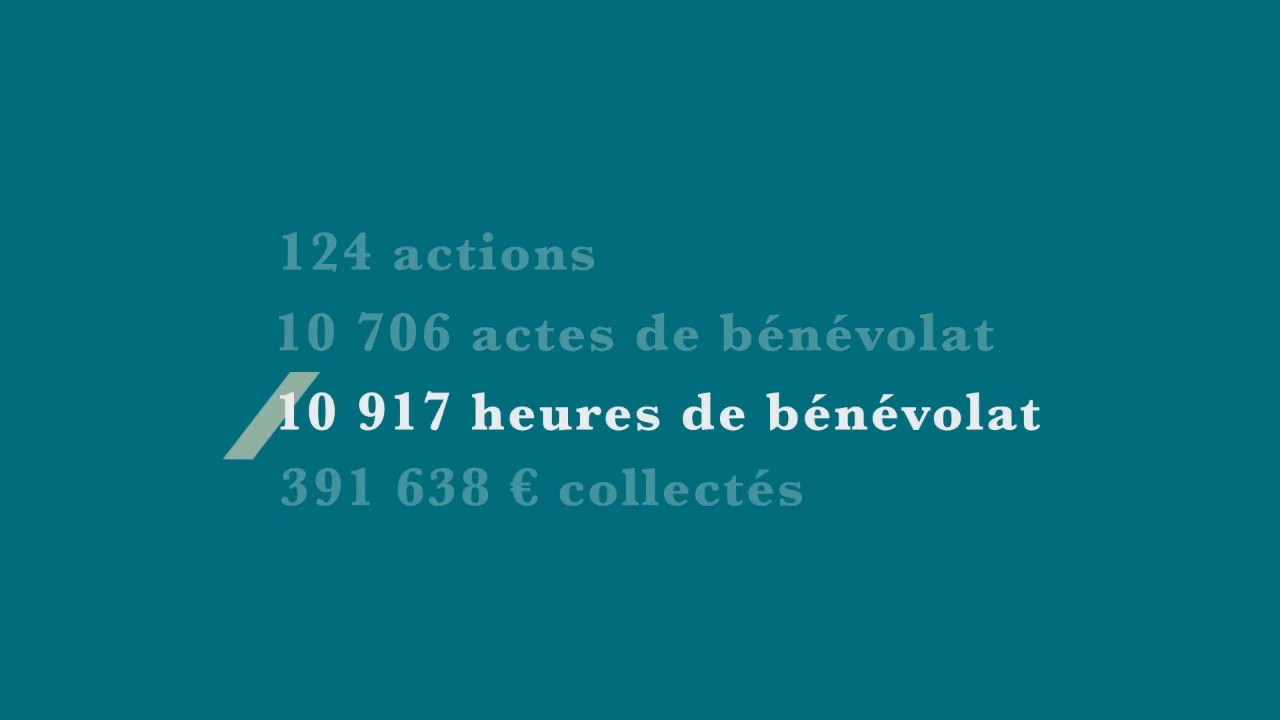 124 actions
10 706 actes de bénévolat
10 917 heures de bénévolat
391 638 € collectés